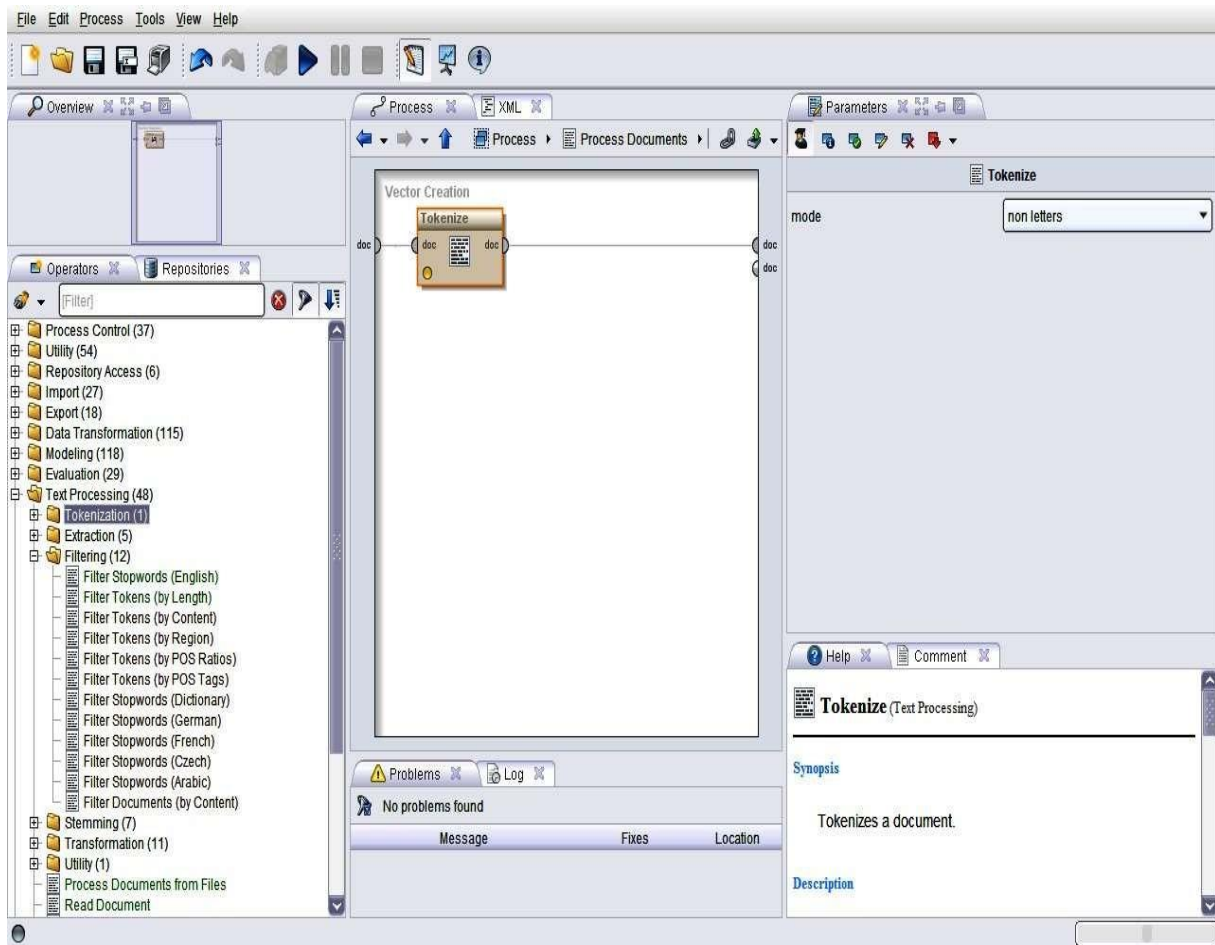 File Edit Process Tools View Help
Overview
Process
XML
Parameters
Process
Process Documents
Tokenize
mode
non letters
Vector Creation
Tokenize
doc
doc
doc
doc
doc
Operators
Repositories
[Filter]
Process Control (37)
Utility (54)
Repository Access (6)
Import (27)
Export (18)
Data Transformation (115)
Modeling (118)
Evaluation (29)
Text Processing (48)
Tokenization (1)
Extraction (5)
Filtering (12)
Filter Stopwords (English)
Filter Tokens (by Length)
Filter Tokens (by Content)
Filter Tokens (by Region)
Filter Tokens (by POS Ratios)
Filter Tokens (by POS Tags)
Filter Stopwords (Dictionary)
Filter Stopwords (German)
Filter Stopwords (French)
Filter Stopwords (Czech)
Filter Stopwords (Arabic)
Filter Documents (by Content)
Stemming (7)
Transformation (11)
Utility (1)
Process Documents from Files
Read Document
Problems
Log
No problems found
Message Fixes Location
Help
Comment
Tokenize (Text Processing)
Synopsis
Tokenizes a document.
Description